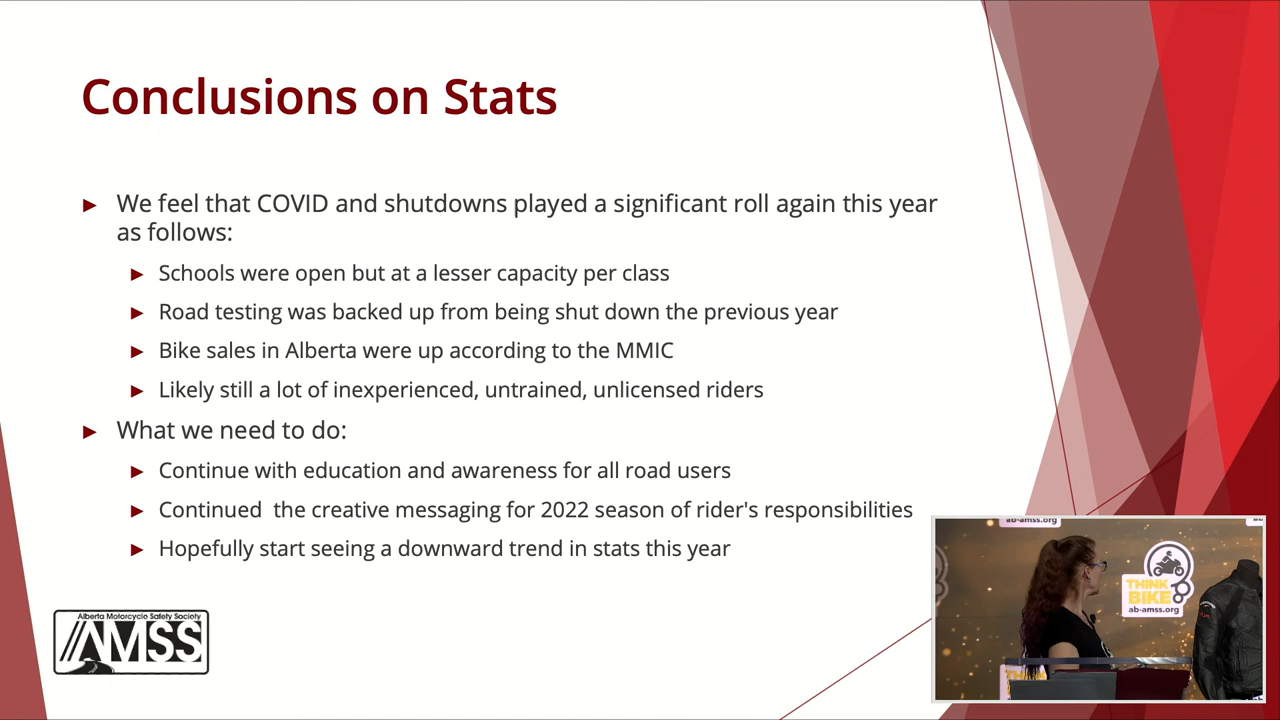 Conclusions on Stats
We feel that COVID and shutdowns played a significant roll again this year
as follows:
Schools were open but at a lesser capacity per class
Road testing was backed up from being shut down the previous year
Bike sales in Alberta were up according to the MMIC
Likely still a lot of inexperienced, untrained, unlicensed riders
What we need to do:
Continue with education and awareness for all road users
Continued  the creative messaging for 2022 season of rider's responsibilities
Hopefully start seeing a downward trend in stats this year
Alberta Motorcycle Safety Society
AMSS
ab-amss.org
THINK
BIKE
ab-amss.org